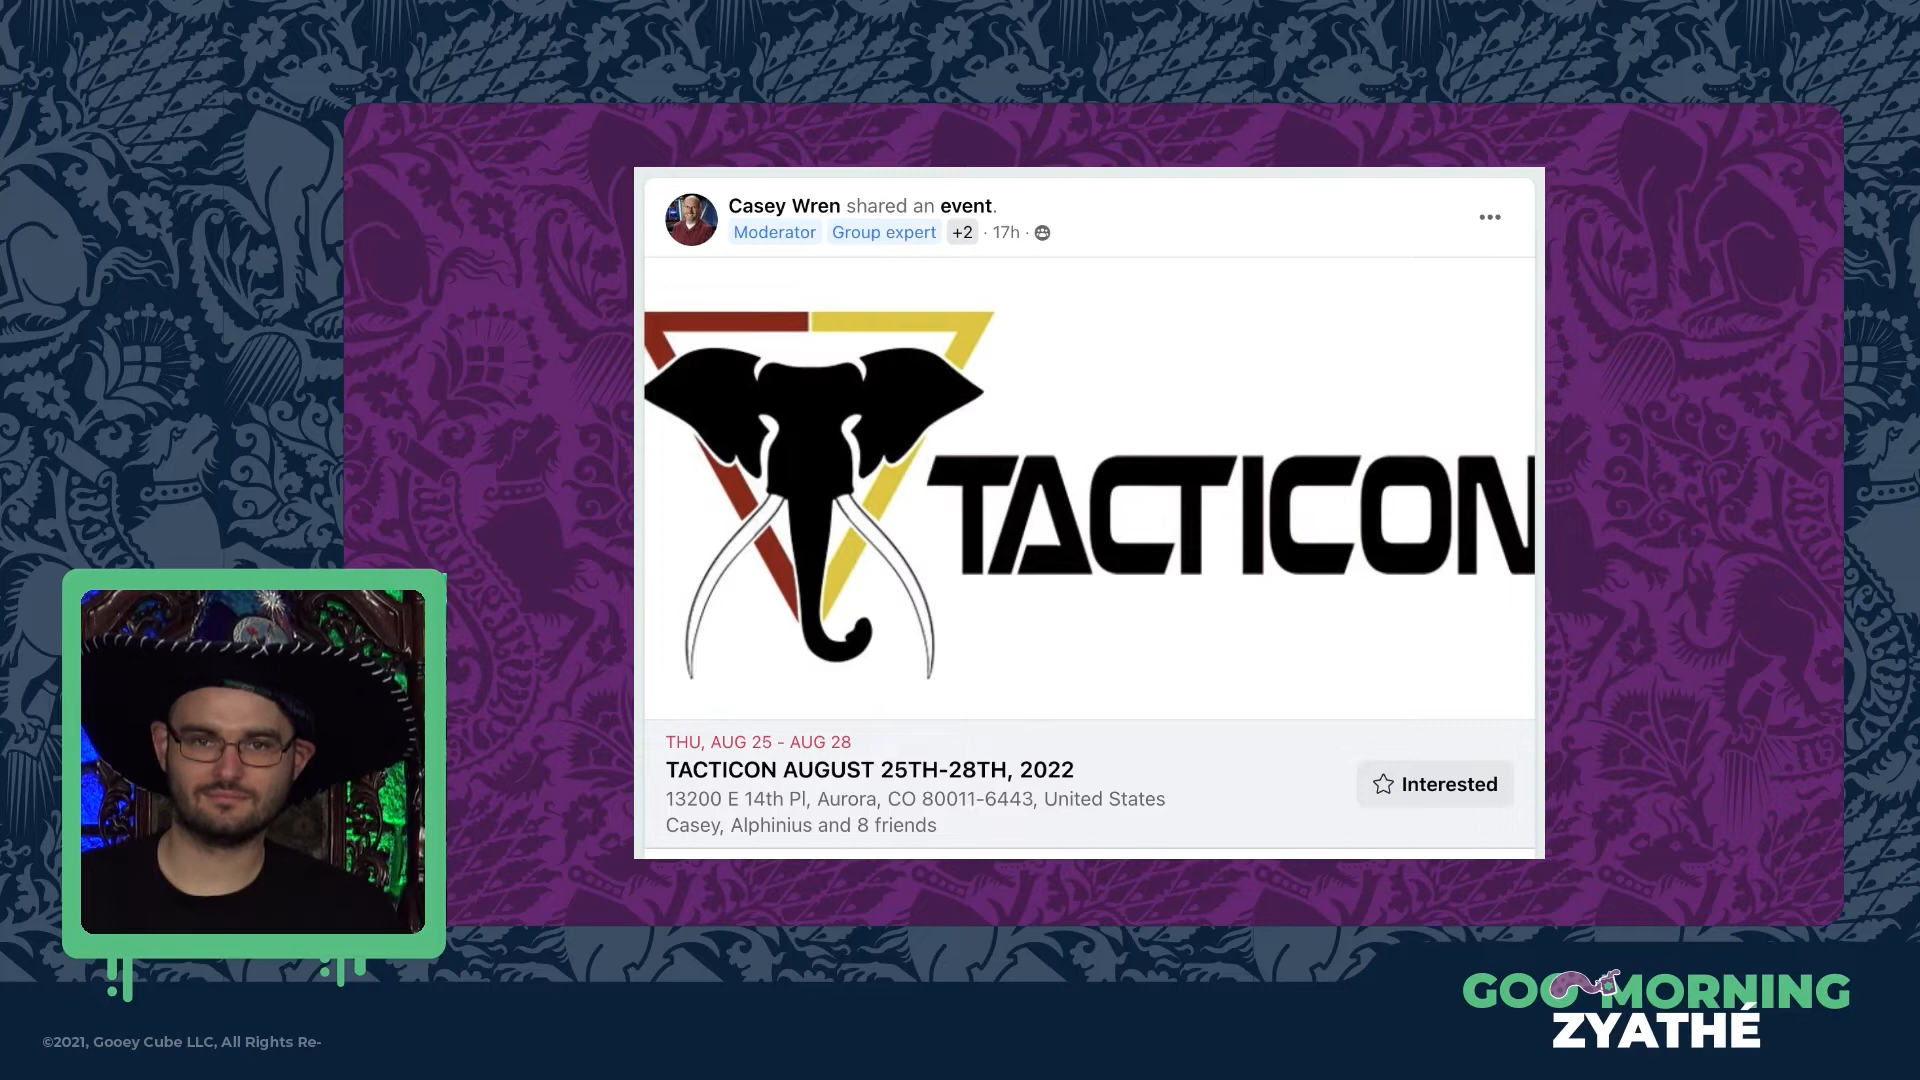 Casey Wren shared an event.
Moderator Group expert +2 · 17h ·
TACTICON
THU, AUG 25 - AUG 28
TACTICON AUGUST 25TH-28TH, 2022
13200 E 14th Pl, Aurora, CO 80011-6443, United States
Casey, Alphinius and 8 friends
Interested
GOO MORNING
ZYATHÉ
©2021, Gooey Cube LLC, All Rights Re-